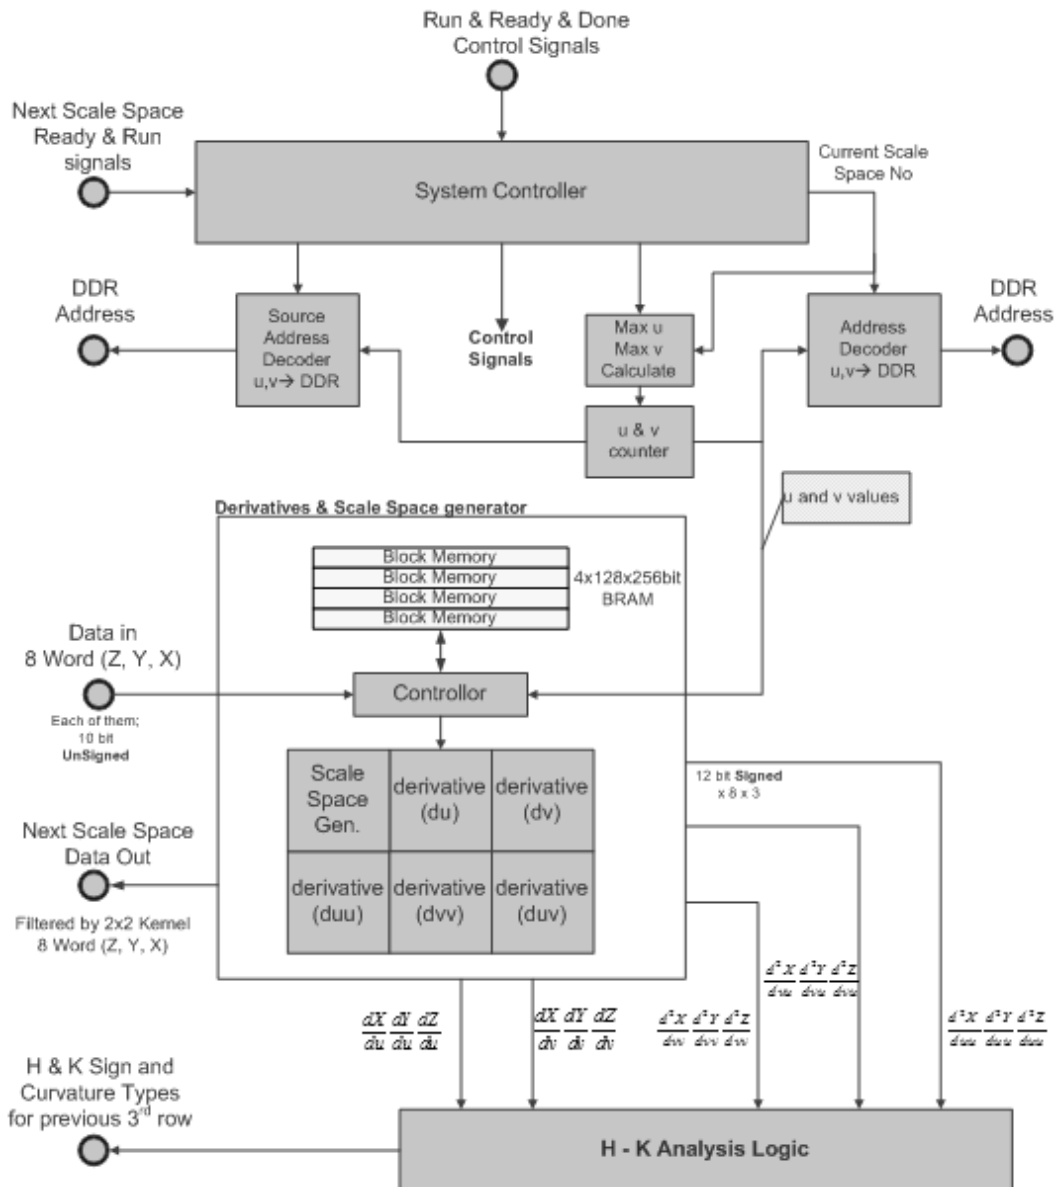 Run & Ready & Done
Control Signals
Next Scale Space
Ready & Run
signals
System Controller
Current Scale
Space No
DDR
Address
Source
Address
Decoder
u,v→ DDR
Control
Signals
Max u
Max v
Calculate
Address
Decoder
u,v→ DDR
DDR
Address
u & v
counter
u and v values
Derivatives & Scale Space generator
Block Memory
Block Memory
Block Memory
Block Memory
4x128x256bit
BRAM
Data in
8 Word (Z, Y, X)
Each of them;
10 bit
UnSigned
Controllor
Scale
Space
Gen.
derivative
(du)
derivative
(dv)
12 bit Signed
x 8 x 3
Next Scale Space
Data Out
Filtered by 2x2 Kernel
8 Word (Z, Y, X)
derivative
(duu)
derivative
(dvv)
derivative
(duv)
dX/du dY/du dZ/du
dX/dv dY/dv dZ/dv
d²X/dvv d²Y/dvv d²Z/dvv
d²X/dvu d²Y/dvu d²Z/dvu
d²X/duu d²Y/duu d²Z/duu
H & K Sign and
Curvature Types
for previous 3rd row
H - K Analysis Logic